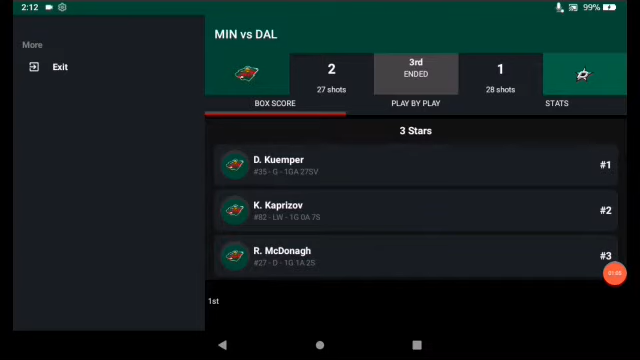 2:12
99%
More
Exit
MIN vs DAL
2
27 shots
3rd
ENDED
1
28 shots
BOX SCORE
PLAY BY PLAY
STATS
3 Stars
D. Kuemper
#35 - G - 1GA 27SV
#1
K. Kaprizov
#82 - LW - 1G 0A 7S
#2
R. McDonagh
#27 - D - 1G 1A 2S
#3
1st